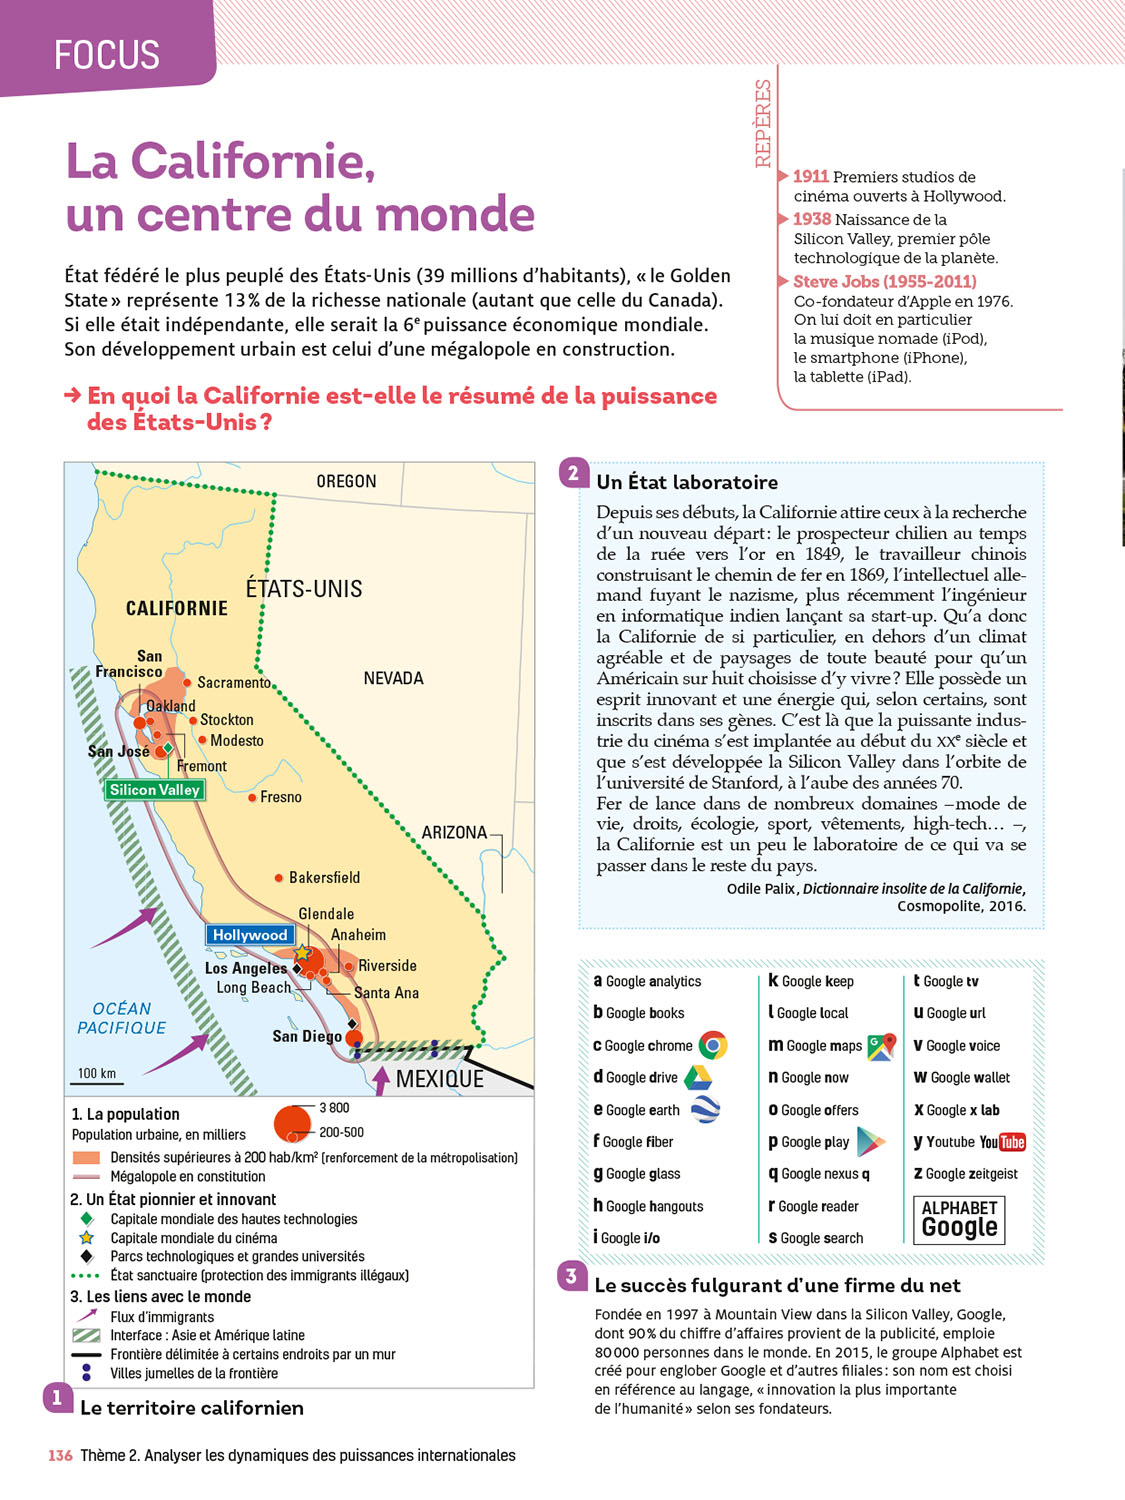 FOCUS
La Californie,
un centre du monde
État fédéré le plus peuplé des États-Unis (39 millions d’habitants), « le Golden
State » représente 13 % de la richesse nationale (autant que celle du Canada).
Si elle était indépendante, elle serait la 6e puissance économique mondiale.
Son développement urbain est celui d’une mégalopole en construction.
→ En quoi la Californie est-elle le résumé de la puissance
des États-Unis ?
REPÈRES
1911 Premiers studios de
cinéma ouverts à Hollywood.
1938 Naissance de la
Silicon Valley, premier pôle
technologique de la planète.
Steve Jobs (1955-2011)
Co-fondateur d’Apple en 1976.
On lui doit en particulier
la musique nomade (iPod),
le smartphone (iPhone),
la tablette (iPad).
OREGON
ÉTATS-UNIS
CALIFORNIE
San
Francisco
NEVADA
Sacramento
Oakland
Stockton
Modesto
San José
Fremont
Silicon Valley
Fresno
ARIZONA
Bakersfield
Glendale
Hollywood
Anaheim
Los Angeles
Riverside
Long Beach
Santa Ana
OCÉAN
PACIFIQUE
San Diego
100 km
MEXIQUE
1. La population
Population urbaine, en milliers
3 800
200-500
Densités supérieures à 200 hab/km² (renforcement de la métropolisation)
Mégalopole en constitution
2. Un État pionnier et innovant
Capitale mondiale des hautes technologies
Capitale mondiale du cinéma
Parcs technologiques et grandes universités
État sanctuaire (protection des immigrants illégaux)
3. Les liens avec le monde
Flux d’immigrants
Interface : Asie et Amérique latine
Frontière délimitée à certains endroits par un mur
Villes jumelles de la frontière
1 Le territoire californien
2 Un État laboratoire
Depuis ses débuts, la Californie attire ceux à la recherche
d’un nouveau départ : le prospecteur chilien au temps
de la ruée vers l’or en 1849, le travailleur chinois
construisant le chemin de fer en 1869, l’intellectuel alle-
mand fuyant le nazisme, plus récemment l’ingénieur
en informatique indien lançant sa start-up. Qu’a donc
la Californie de si particulier, en dehors d’un climat
agréable et de paysages de toute beauté pour qu’un
Américain sur huit choisisse d’y vivre ? Elle possède un
esprit innovant et une énergie qui, selon certains, sont
inscrits dans ses gènes. C’est là que la puissante indus-
trie du cinéma s’est implantée au début du XXe siècle et
que s’est développée la Silicon Valley dans l’orbite de
l’université de Stanford, à l’aube des années 70.
Fer de lance dans de nombreux domaines –mode de
vie, droits, écologie, sport, vêtements, high-tech… –,
la Californie est un peu le laboratoire de ce qui va se
passer dans le reste du pays.
Odile Palix, Dictionnaire insolite de la Californie,
Cosmopolite, 2016.
a Google analytics
b Google books
c Google chrome
d Google drive
e Google earth
f Google fiber
g Google glass
h Google hangouts
i Google i/o
k Google keep
l Google local
m Google maps
G
n Google now
o Google offers
p Google play
q Google nexus q
r Google reader
s Google search
t Google tv
u Google url
v Google voice
w Google wallet
x Google x lab
y Youtube YouTube
z Google zeitgeist
ALPHABET
Google
3 Le succès fulgurant d’une firme du net
Fondée en 1997 à Mountain View dans la Silicon Valley, Google,
dont 90 % du chiffre d’affaires provient de la publicité, emploie
80 000 personnes dans le monde. En 2015, le groupe Alphabet est
créé pour englober Google et d’autres filiales : son nom est choisi
en référence au langage, « innovation la plus importante
de l’humanité » selon ses fondateurs.
136 Thème 2. Analyser les dynamiques des puissances internationales